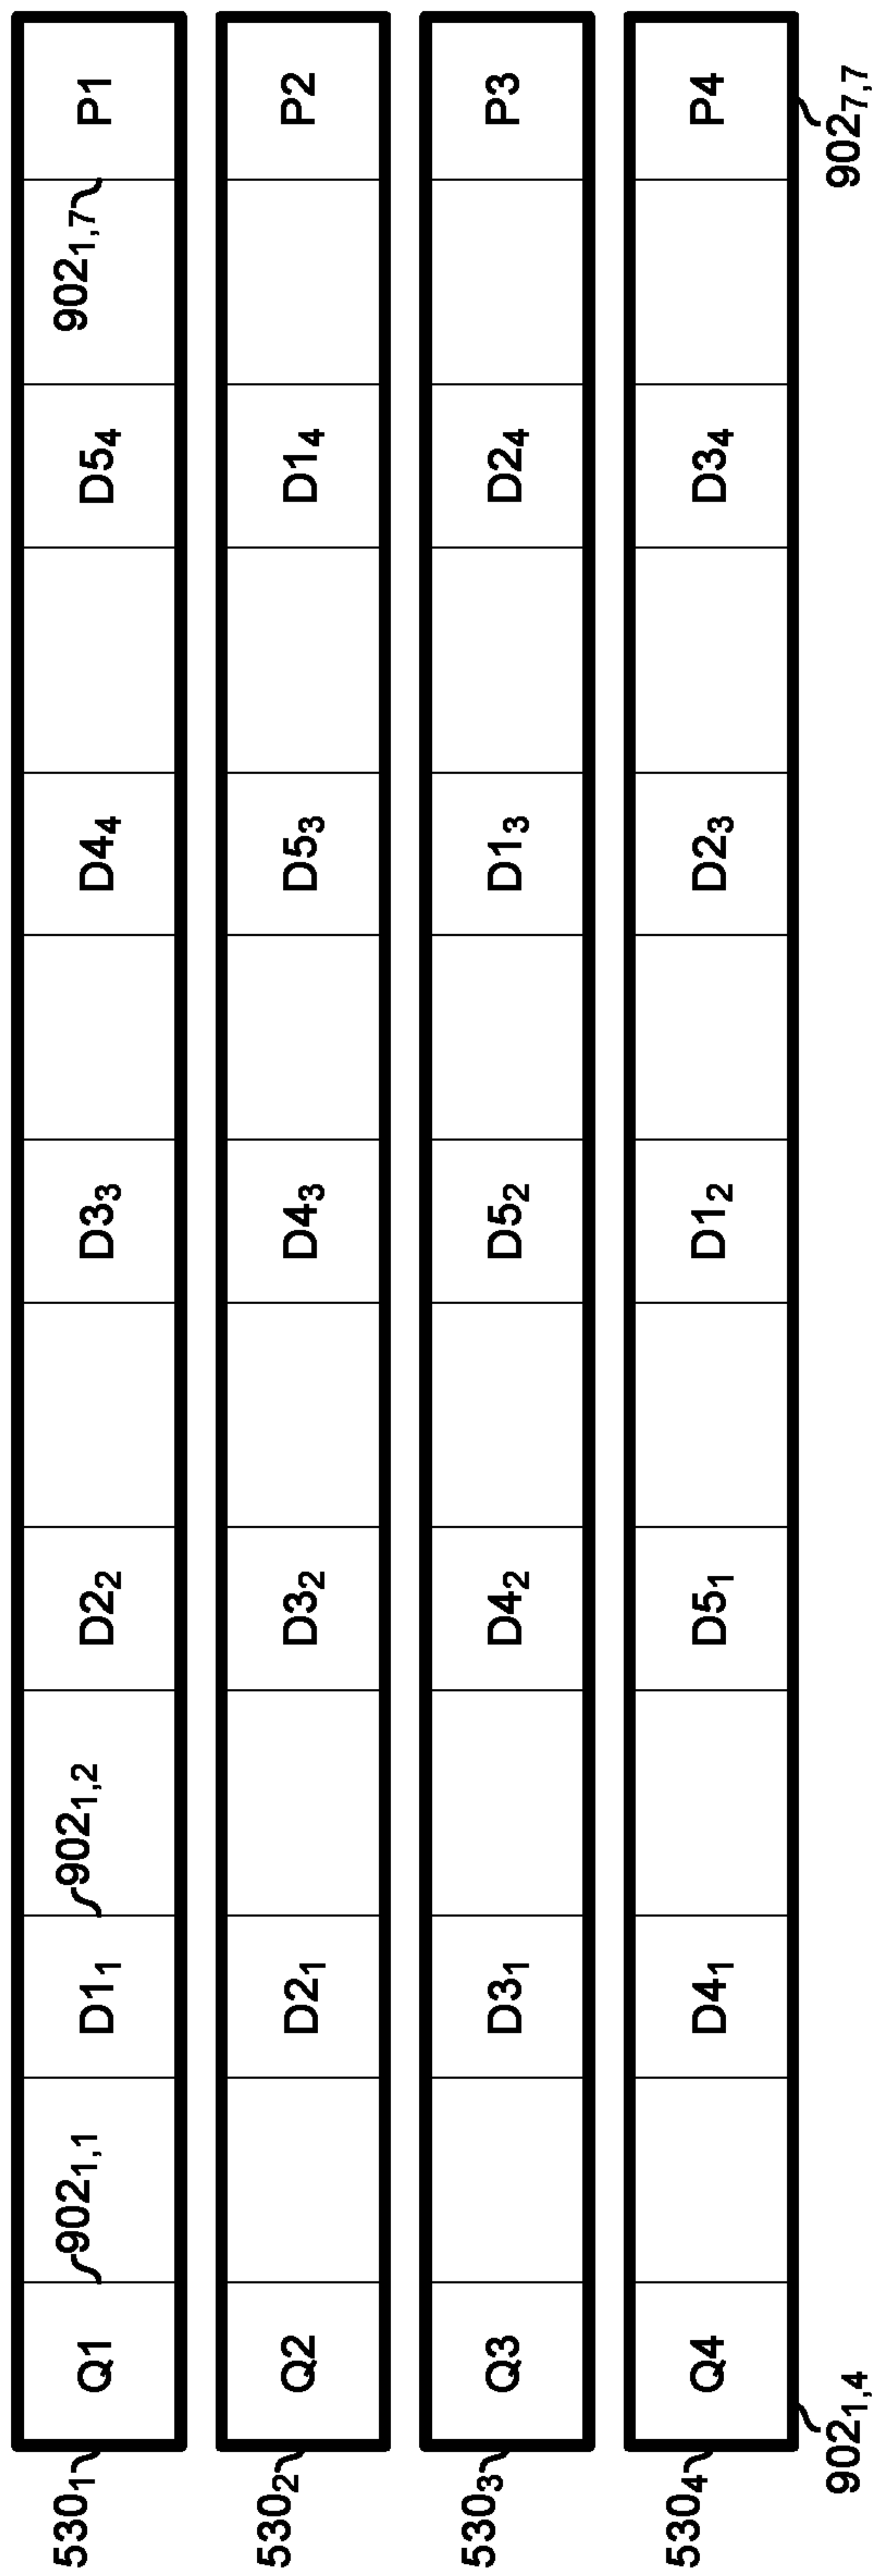 530₁ Q1 902₁,₁ D1₁ 902₁,₂ D2₂ D3₃ D4₄ D5₄ 902₁,₇ P1
530₂ Q2 D2₁ D3₂ D4₃ D5₃ D1₄ P2
530₃ Q3 D3₁ D4₂ D5₂ D1₃ D2₄ P3
530₄ Q4 D4₁ D5₁ D1₂ D2₃ D3₄ P4
902₁,₄ 902₇,₇